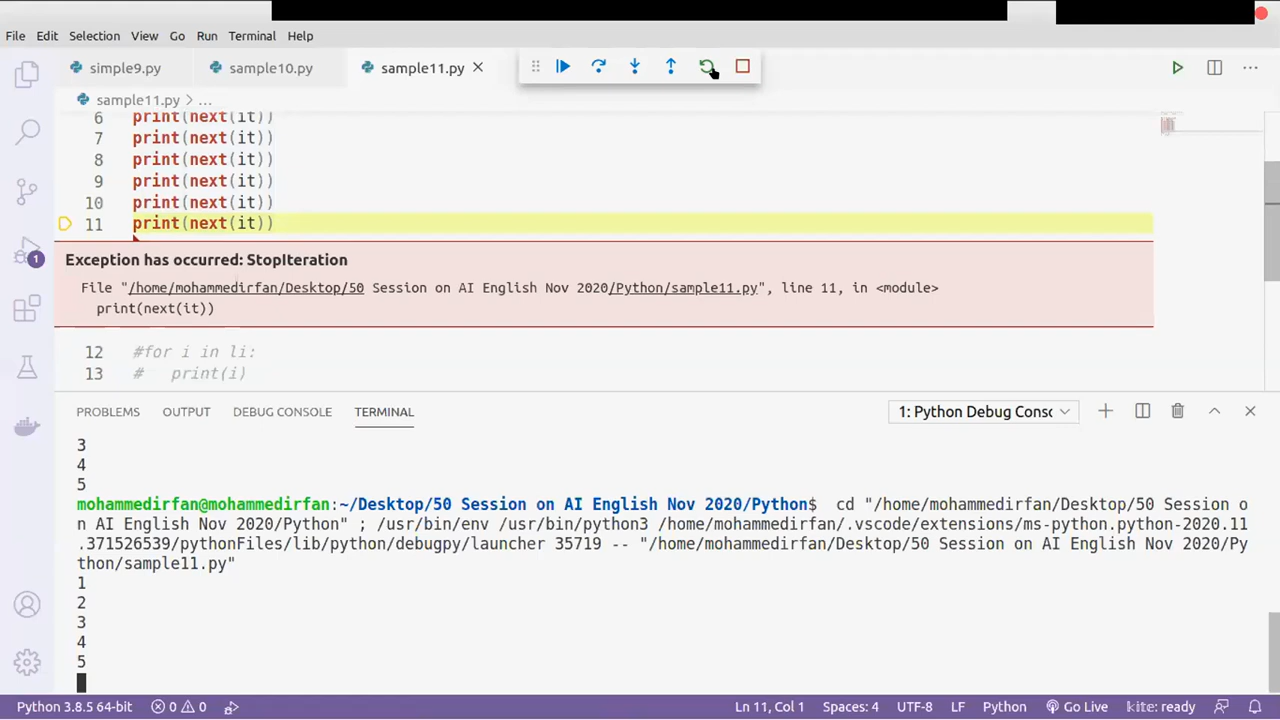 File Edit Selection View Go Run Terminal Help
simple9.py sample10.py sample11.py
sample11.py > ...
6 print(next(it))
7 print(next(it))
8 print(next(it))
9 print(next(it))
10 print(next(it))
11 print(next(it))
Exception has occurred: StopIteration
File "/home/mohammedirfan/Desktop/50 Session on AI English Nov 2020/Python/sample11.py", line 11, in <module>
print(next(it))
12 #for i in li:
13 #   print(i)
PROBLEMS OUTPUT DEBUG CONSOLE TERMINAL 1: Python Debug Consc
3
4
5
mohammedirfan@mohammedirfan:~/Desktop/50 Session on AI English Nov 2020/Python$  cd "/home/mohammedirfan/Desktop/50 Session o
n AI English Nov 2020/Python" ; /usr/bin/env /usr/bin/python3 /home/mohammedirfan/.vscode/extensions/ms-python.python-2020.11
.371526539/pythonFiles/lib/python/debugpy/launcher 35719 -- "/home/mohammedirfan/Desktop/50 Session on AI English Nov 2020/Py
thon/sample11.py"
1
2
3
4
5
1
Python 3.8.5 64-bit 0 0 Ln 11, Col 1 Spaces: 4 UTF-8 LF Python Go Live kite: ready